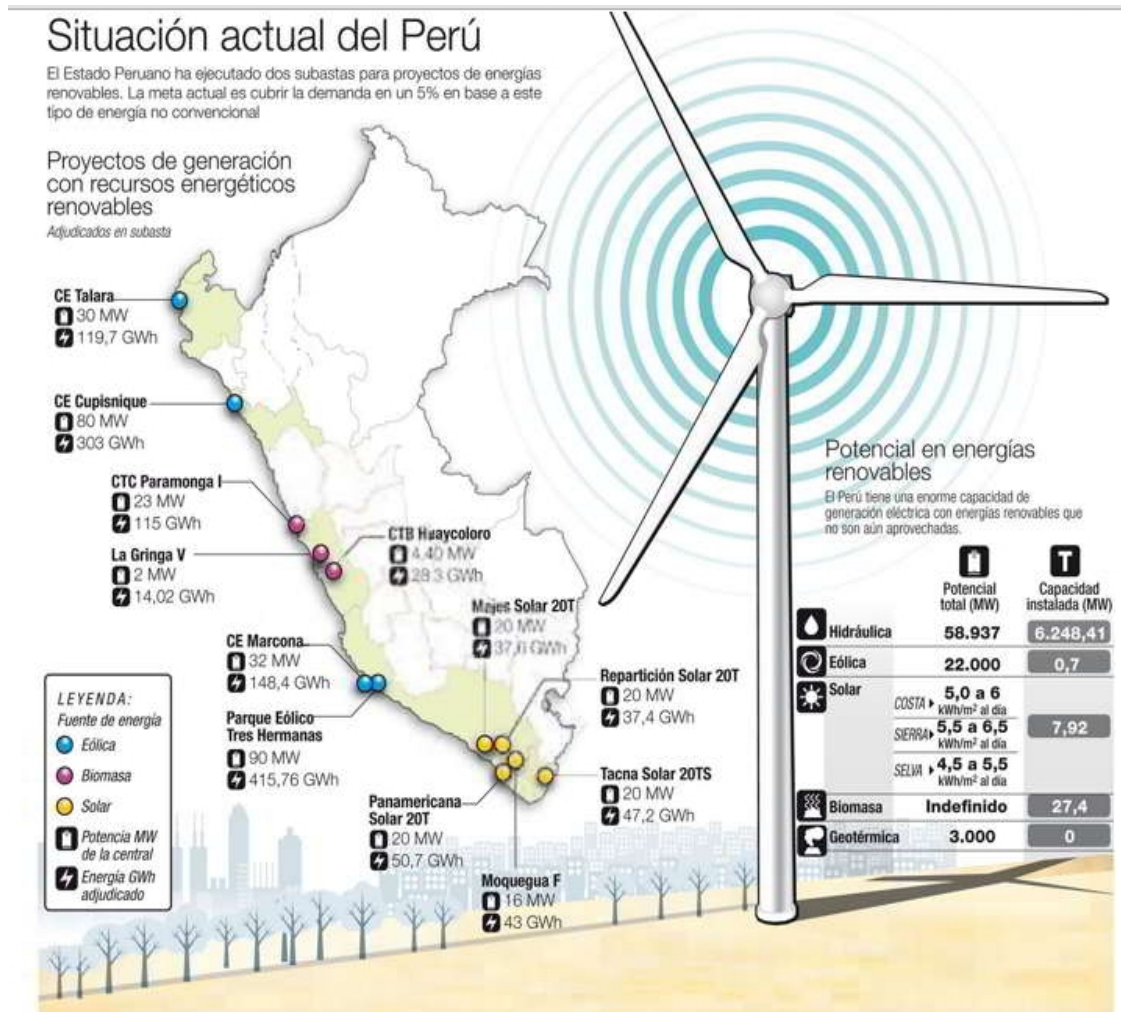 Situación actual del Perú
El Estado Peruano ha ejecutado dos subastas para proyectos de energías
renovables. La meta actual es cubrir la demanda en un 5% en base a este
tipo de energía no convencional
Proyectos de generación
con recursos energéticos
renovables
Adjudicados en subasta
CE Talara
30 MW
119,7 GWh
CE Cupisnique
80 MW
303 GWh
CTC Paramonga I
23 MW
115 GWh
La Gringa V
2 MW
14,02 GWh
CTB Huaycoloro
4.40 MW
28.3 GWh
CE Marcona
32 MW
148,4 GWh
Parque Eólico
Tres Hermanas
90 MW
415,76 GWh
Majes Solar 20T
20 MW
37,6 GWh
Repartición Solar 20T
20 MW
37,4 GWh
Tacna Solar 20TS
20 MW
47,2 GWh
Panamericana
Solar 20T
20 MW
50,7 GWh
Moquegua F
16 MW
43 GWh
LEYENDA:
Fuente de energía
Eólica
Biomasa
Solar
Potencia MW
de la central
Energía GWh
adjudicado
Potencial en energías
renovables
El Perú tiene una enorme capacidad de
generación eléctrica con energías renovables que
no son aún aprovechadas.
T
Potencial
total (MW)
Capacidad
instalada (MW)
Hidráulica 58.937 6.248,41
Eólica 22.000 0,7
Solar
COSTA 5,0 a 6
kWh/m² al día
SIERRA 5,5 a 6,5 7,92
kWh/m² al día
SELVA 4,5 a 5,5
kWh/m² al día
Biomasa Indefinido 27,4
Geotérmica 3.000 0